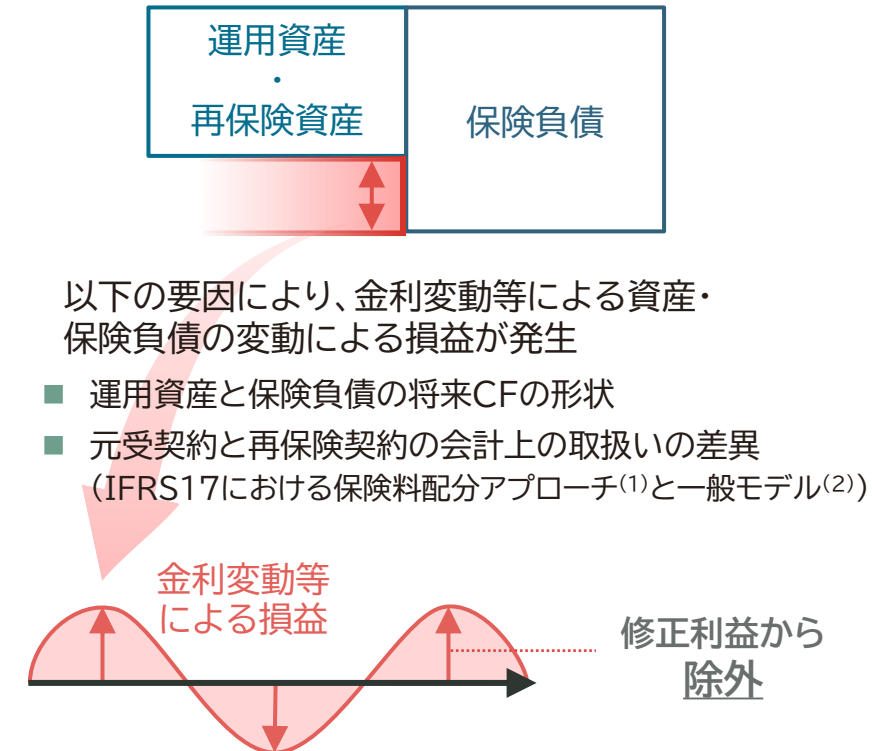 運用資産
・
再保険資産
保険負債
以下の要因により、金利変動等による資産・
保険負債の変動による損益が発生
■ 運用資産と保険負債の将来CFの形状
■ 元受契約と再保険契約の会計上の取扱いの差異
(IFRS17における保険料配分アプローチ(1)と一般モデル(2))
金利変動等
による損益
修正利益から
除外